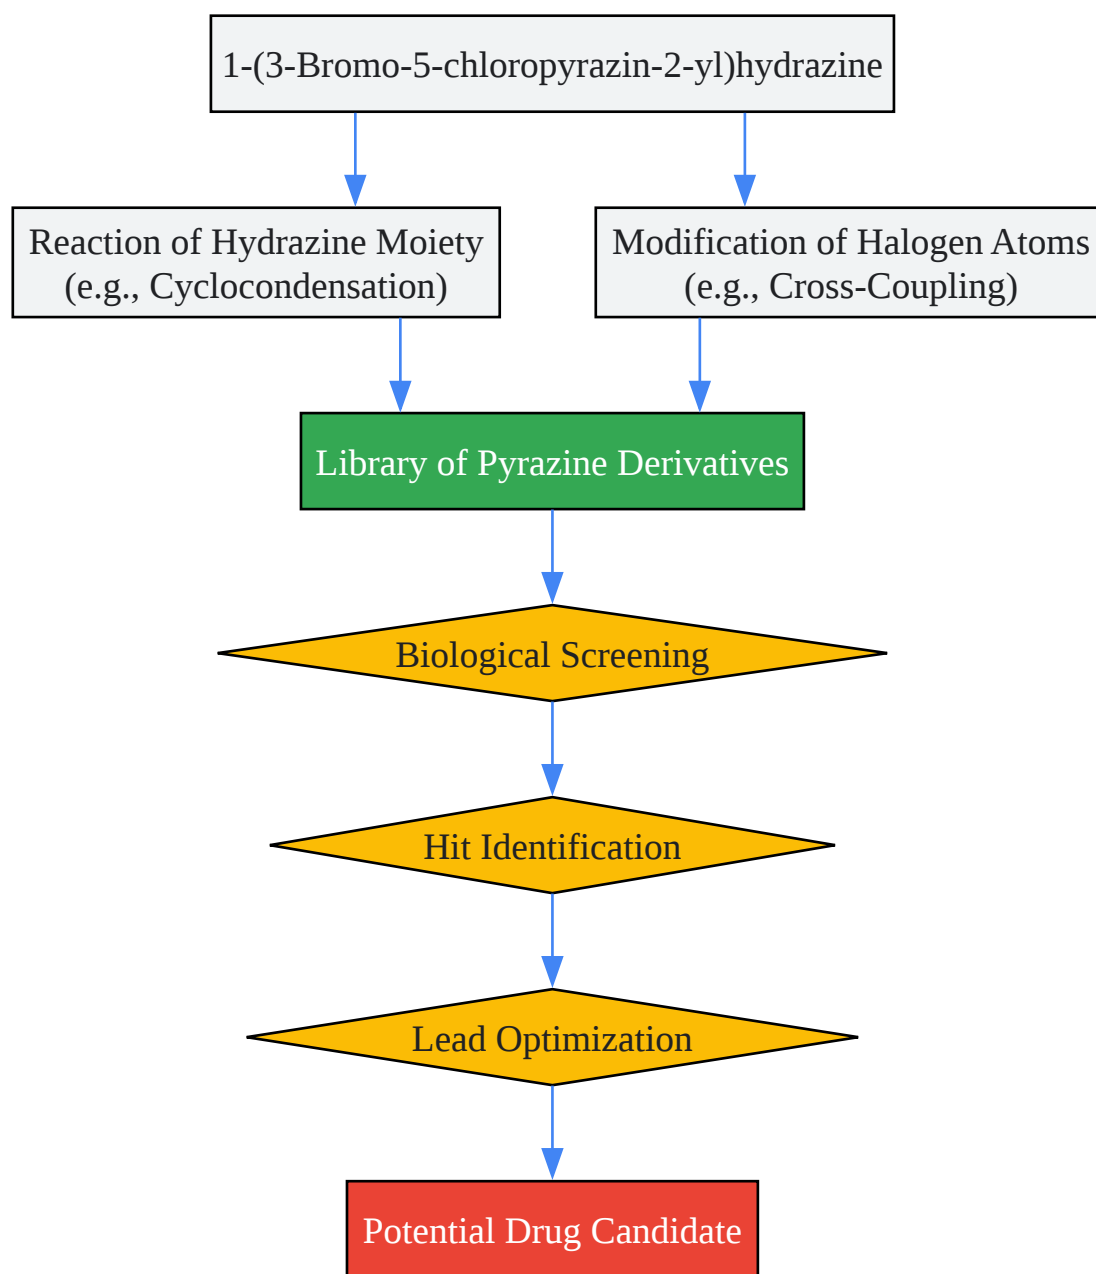 1-(3-Bromo-5-chloropyrazin-2-yl)hydrazine
Reaction of Hydrazine Moiety
(e.g., Cyclocondensation)
Modification of Halogen Atoms
(e.g., Cross-Coupling)
Library of Pyrazine Derivatives
Biological Screening
Hit Identification
Lead Optimization
Potential Drug Candidate